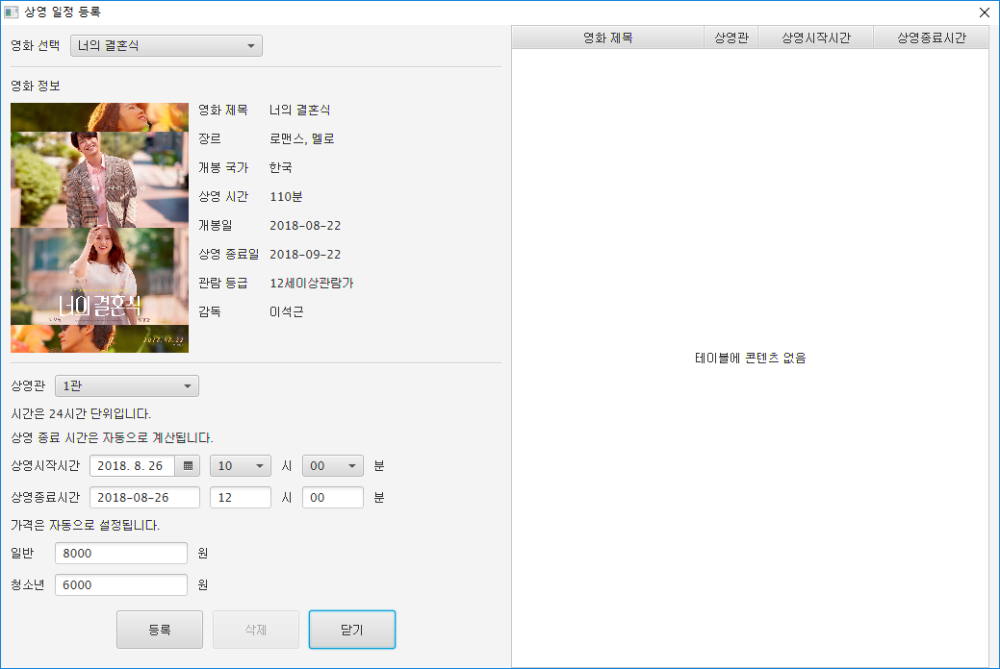 상영 일정 등록
영화 선택 너의 결혼식
영화 정보
영화 제목 너의 결혼식
장르 로맨스, 멜로
개봉 국가 한국
상영 시간 110분
개봉일 2018-08-22
상영 종료일 2018-09-22
관람 등급 12세이상관람가
감독 이석근
너의 결혼식
2018.08.22
상영관 1관
시간은 24시간 단위입니다.
상영 종료 시간은 자동으로 계산됩니다.
상영시작시간 2018. 8. 26 10 시 00 분
상영종료시간 2018-08-26 12 시 00 분
가격은 자동으로 설정됩니다.
일반 8000 원
청소년 6000 원
등록 삭제 닫기
영화 제목 상영관 상영시작시간 상영종료시간
테이블에 콘텐츠 없음